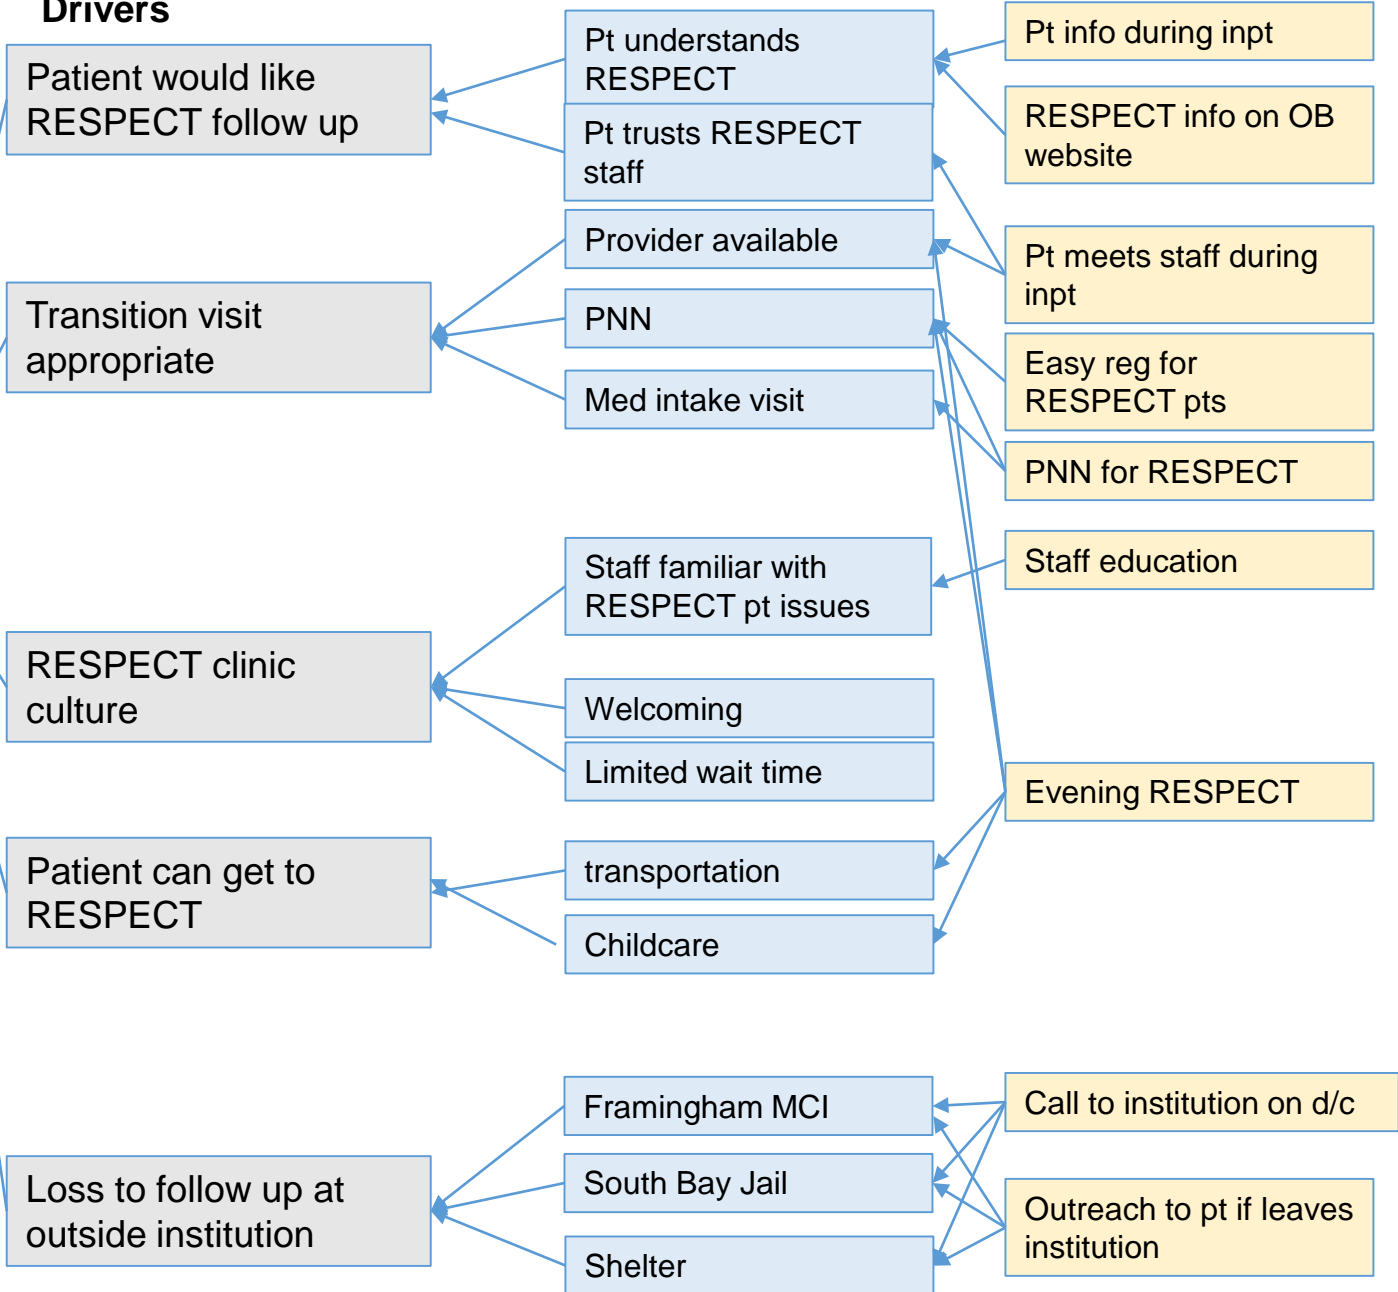 Drivers
Patient would like
RESPECT follow up
Transition visit
appropriate
RESPECT clinic
culture
Patient can get to
RESPECT
Loss to follow up at
outside institution
Pt understands
RESPECT
Pt trusts RESPECT
staff
Provider available
PNN
Med intake visit
Staff familiar with
RESPECT pt issues
Welcoming
Limited wait time
transportation
Childcare
Framingham MCI
South Bay Jail
Shelter
Pt info during inpt
RESPECT info on OB
website
Pt meets staff during
inpt
Easy reg for
RESPECT pts
PNN for RESPECT
Staff education
Evening RESPECT
Call to institution on d/c
Outreach to pt if leaves
institution